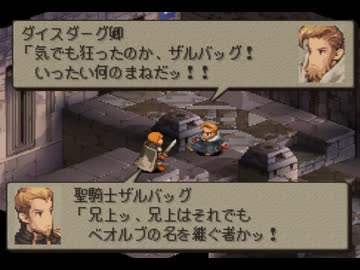 ダイスダーグ卿
「気でも狂ったのか、ザルバッグ！
いったい何のまねだッ！！
聖騎士ザルバッグ
「兄上ッ、兄上はそれでも
ベオルブの名を継ぐ者かッ！